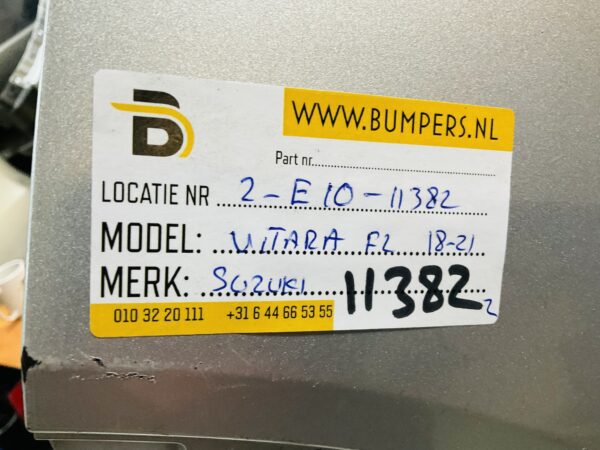 B
WWW.BUMPERS.NL
Part nr.......................................
LOCATIE NR 2-E10-11382
MODEL: VITARA FL 18-21
MERK: SUZUKI 11382 2
010 32 20 111 +31 6 44 66 53 55